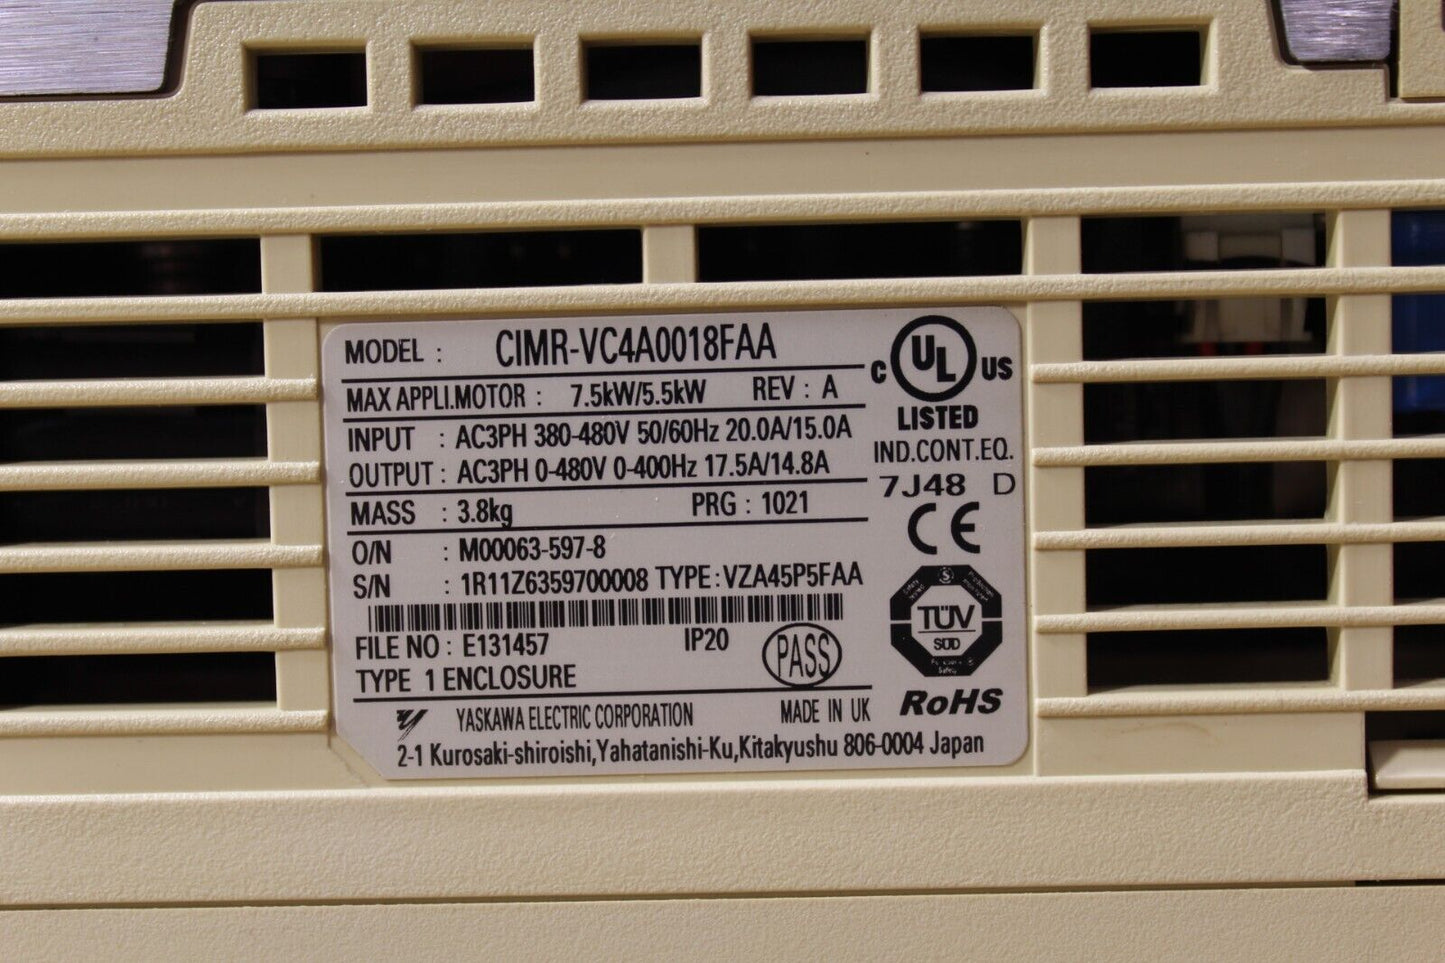 MODEL : CIMR-VC4A0018FAA
MAX APPLI.MOTOR : 7.5kW/5.5kW REV : A
INPUT : AC3PH 380-480V 50/60Hz 20.0A/15.0A
OUTPUT : AC3PH 0-480V 0-400Hz 17.5A/14.8A
MASS : 3.8kg PRG : 1021
O/N : M00063-597-8
S/N : 1R11Z6359700008 TYPE : VZA45P5FAA
FILE NO : E131457 IP20
PASS
TYPE 1 ENCLOSURE
YASKAWA ELECTRIC CORPORATION MADE IN UK
2-1 Kurosaki-shiroishi,Yahatanishi-Ku,Kitakyushu 806-0004 Japan
C UL US
LISTED
IND.CONT.EQ.
7J48 D
CE
TÜV
SÜD
Safety
RoHS